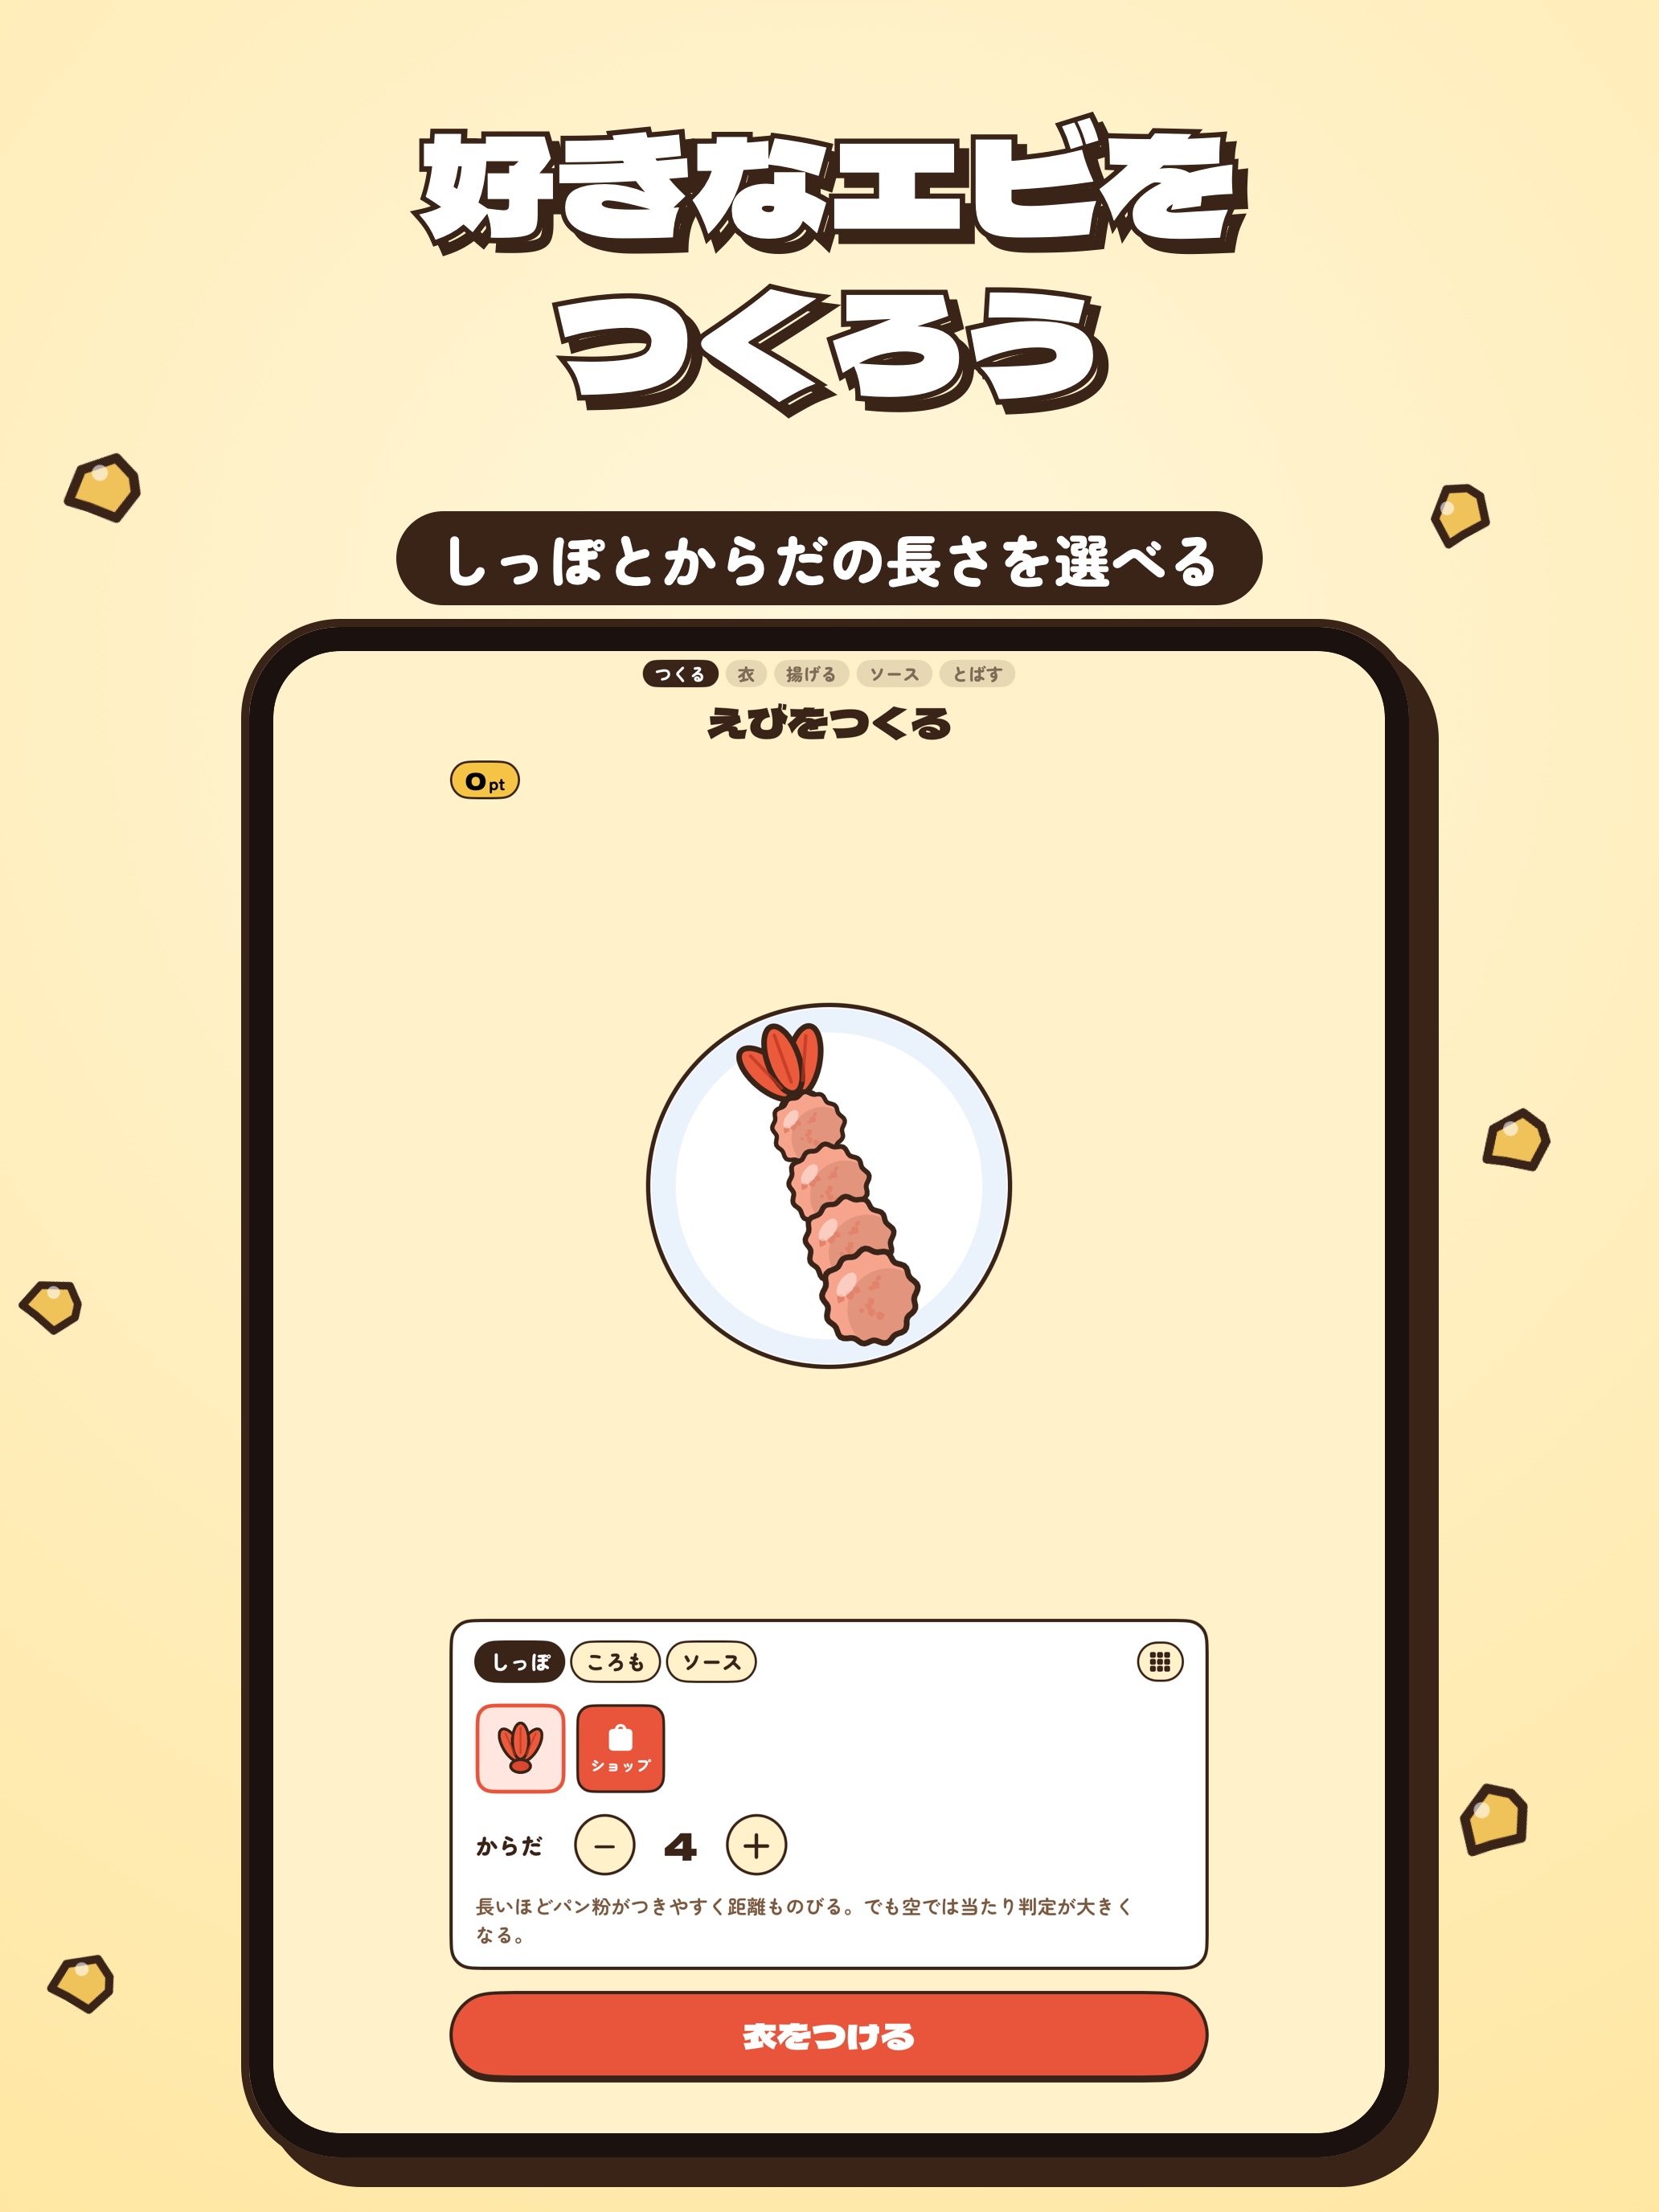 好きなエビを
つくろう
しっぽとからだの長さを選べる
つくる 衣 揚げる ソース とばす
えびをつくる
0pt
しっぽ ころも ソース
ショップ
からだ − 4 +
長いほどパン粉がつきやすく距離ものびる。でも空では当たり判定が大きく
なる。
衣をつける